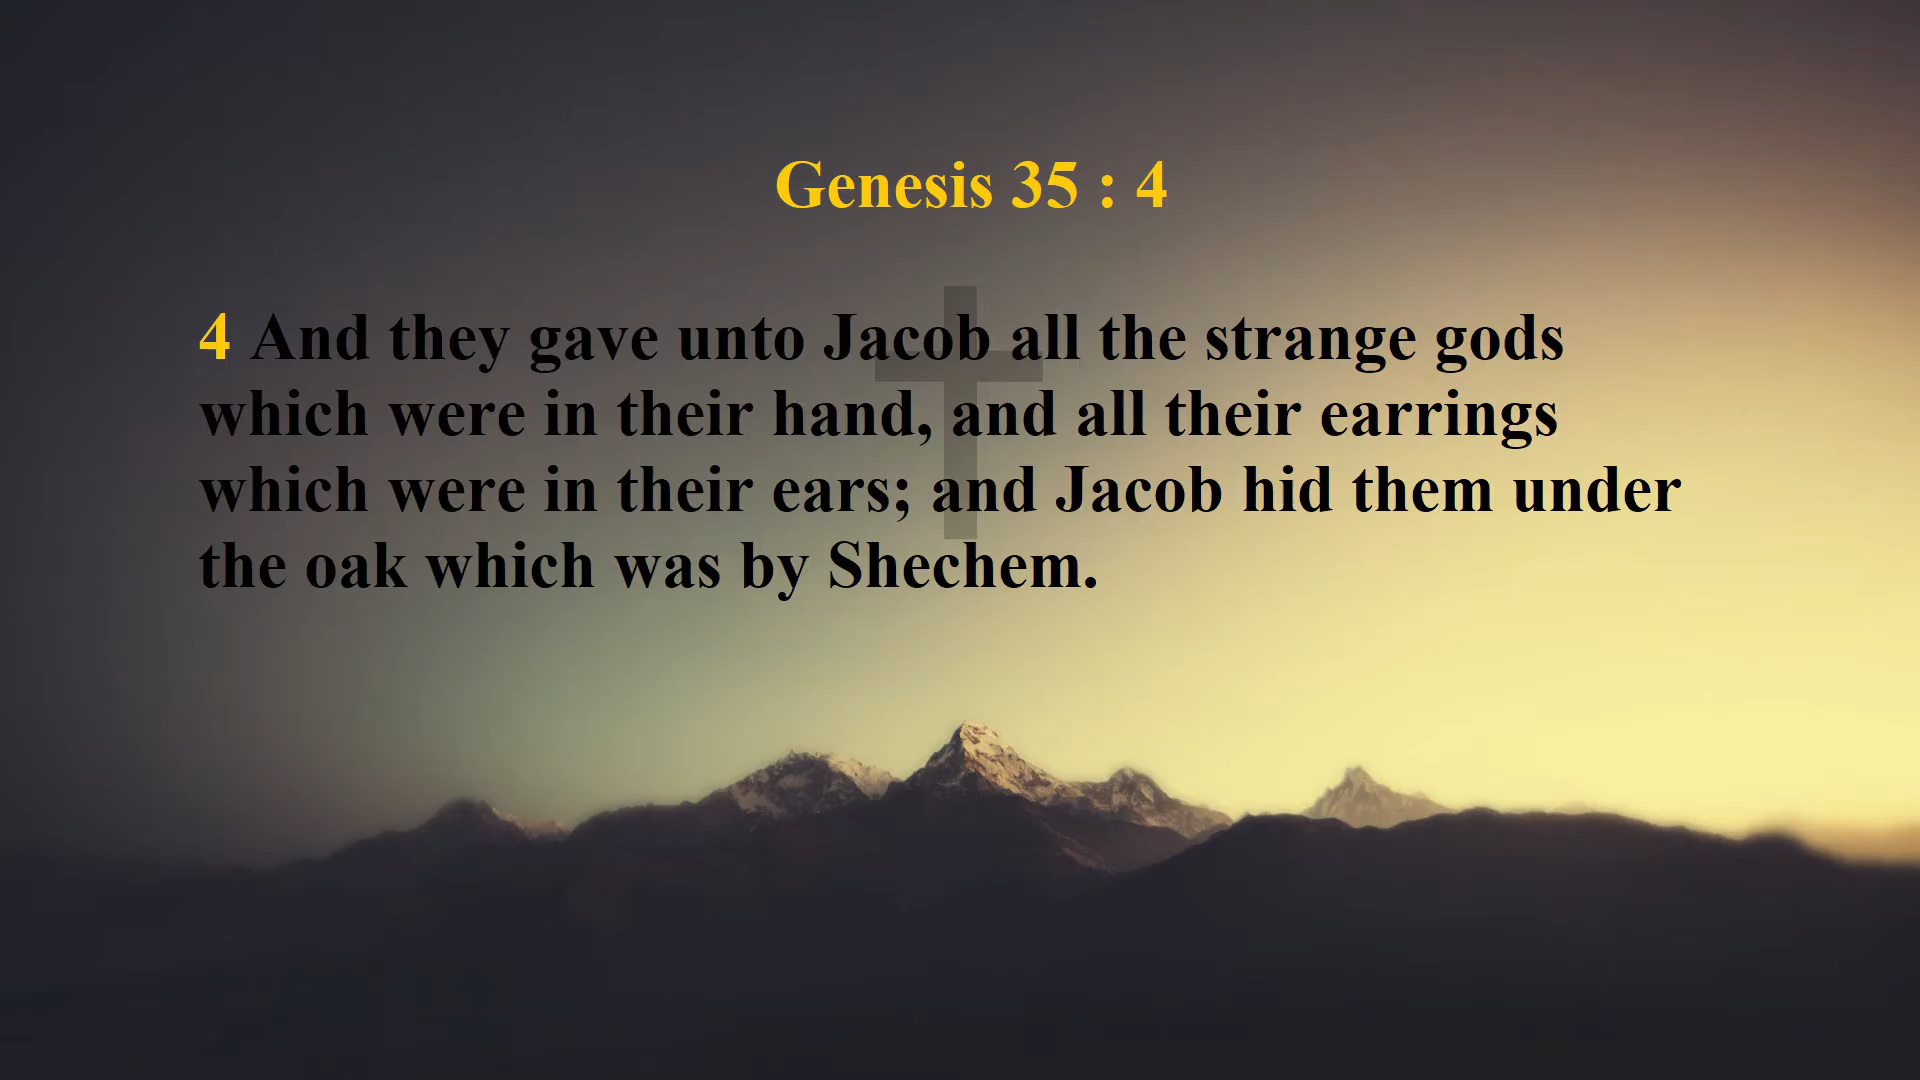 Genesis 35 : 4
4 And they gave unto Jacob all the strange gods
which were in their hand, and all their earrings
which were in their ears; and Jacob hid them under
the oak which was by Shechem.